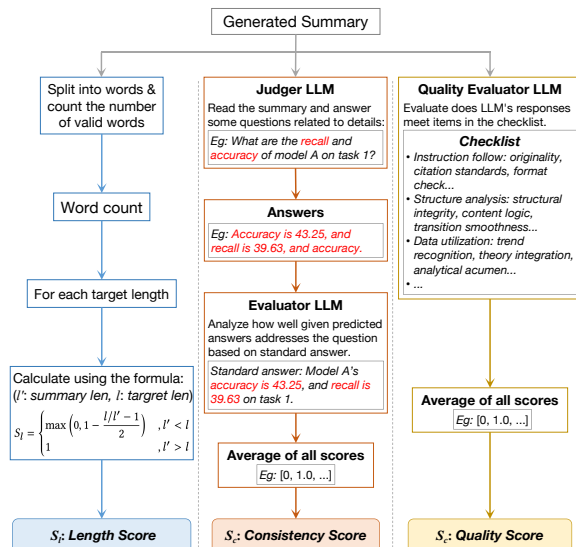 Generated Summary
Split into words &
count the number
of valid words
Word count
For each target length
Calculate using the formula:
(l': summary len, l: targret len)
S_l = { max (0, 1 − (l/l' − 1)/2) , l' < l
1 , l' > l
S_l: Length Score
Judger LLM
Read the summary and answer
some questions related to details:
Eg: What are the recall and
accuracy of model A on task 1?
Answers
Eg: Accuracy is 43.25, and
recall is 39.63, and accuracy.
Evaluator LLM
Analyze how well given predicted
answers addresses the question
based on standard answer.
Standard answer: Model A's
accuracy is 43.25, and recall is
39.63 on task 1.
Average of all scores
Eg: [0, 1.0, ...]
S_c: Consistency Score
Quality Evaluator LLM
Evaluate does LLM's responses
meet items in the checklist.
Checklist
• Instruction follow: originality,
citation standards, format
check...
• Structure analysis: structural
integrity, content logic,
transition smoothness...
• Data utilization: trend
recognition, theory integration,
analytical acumen...
• ...
Average of all scores
Eg: [0, 1.0, ...]
S_c: Quality Score